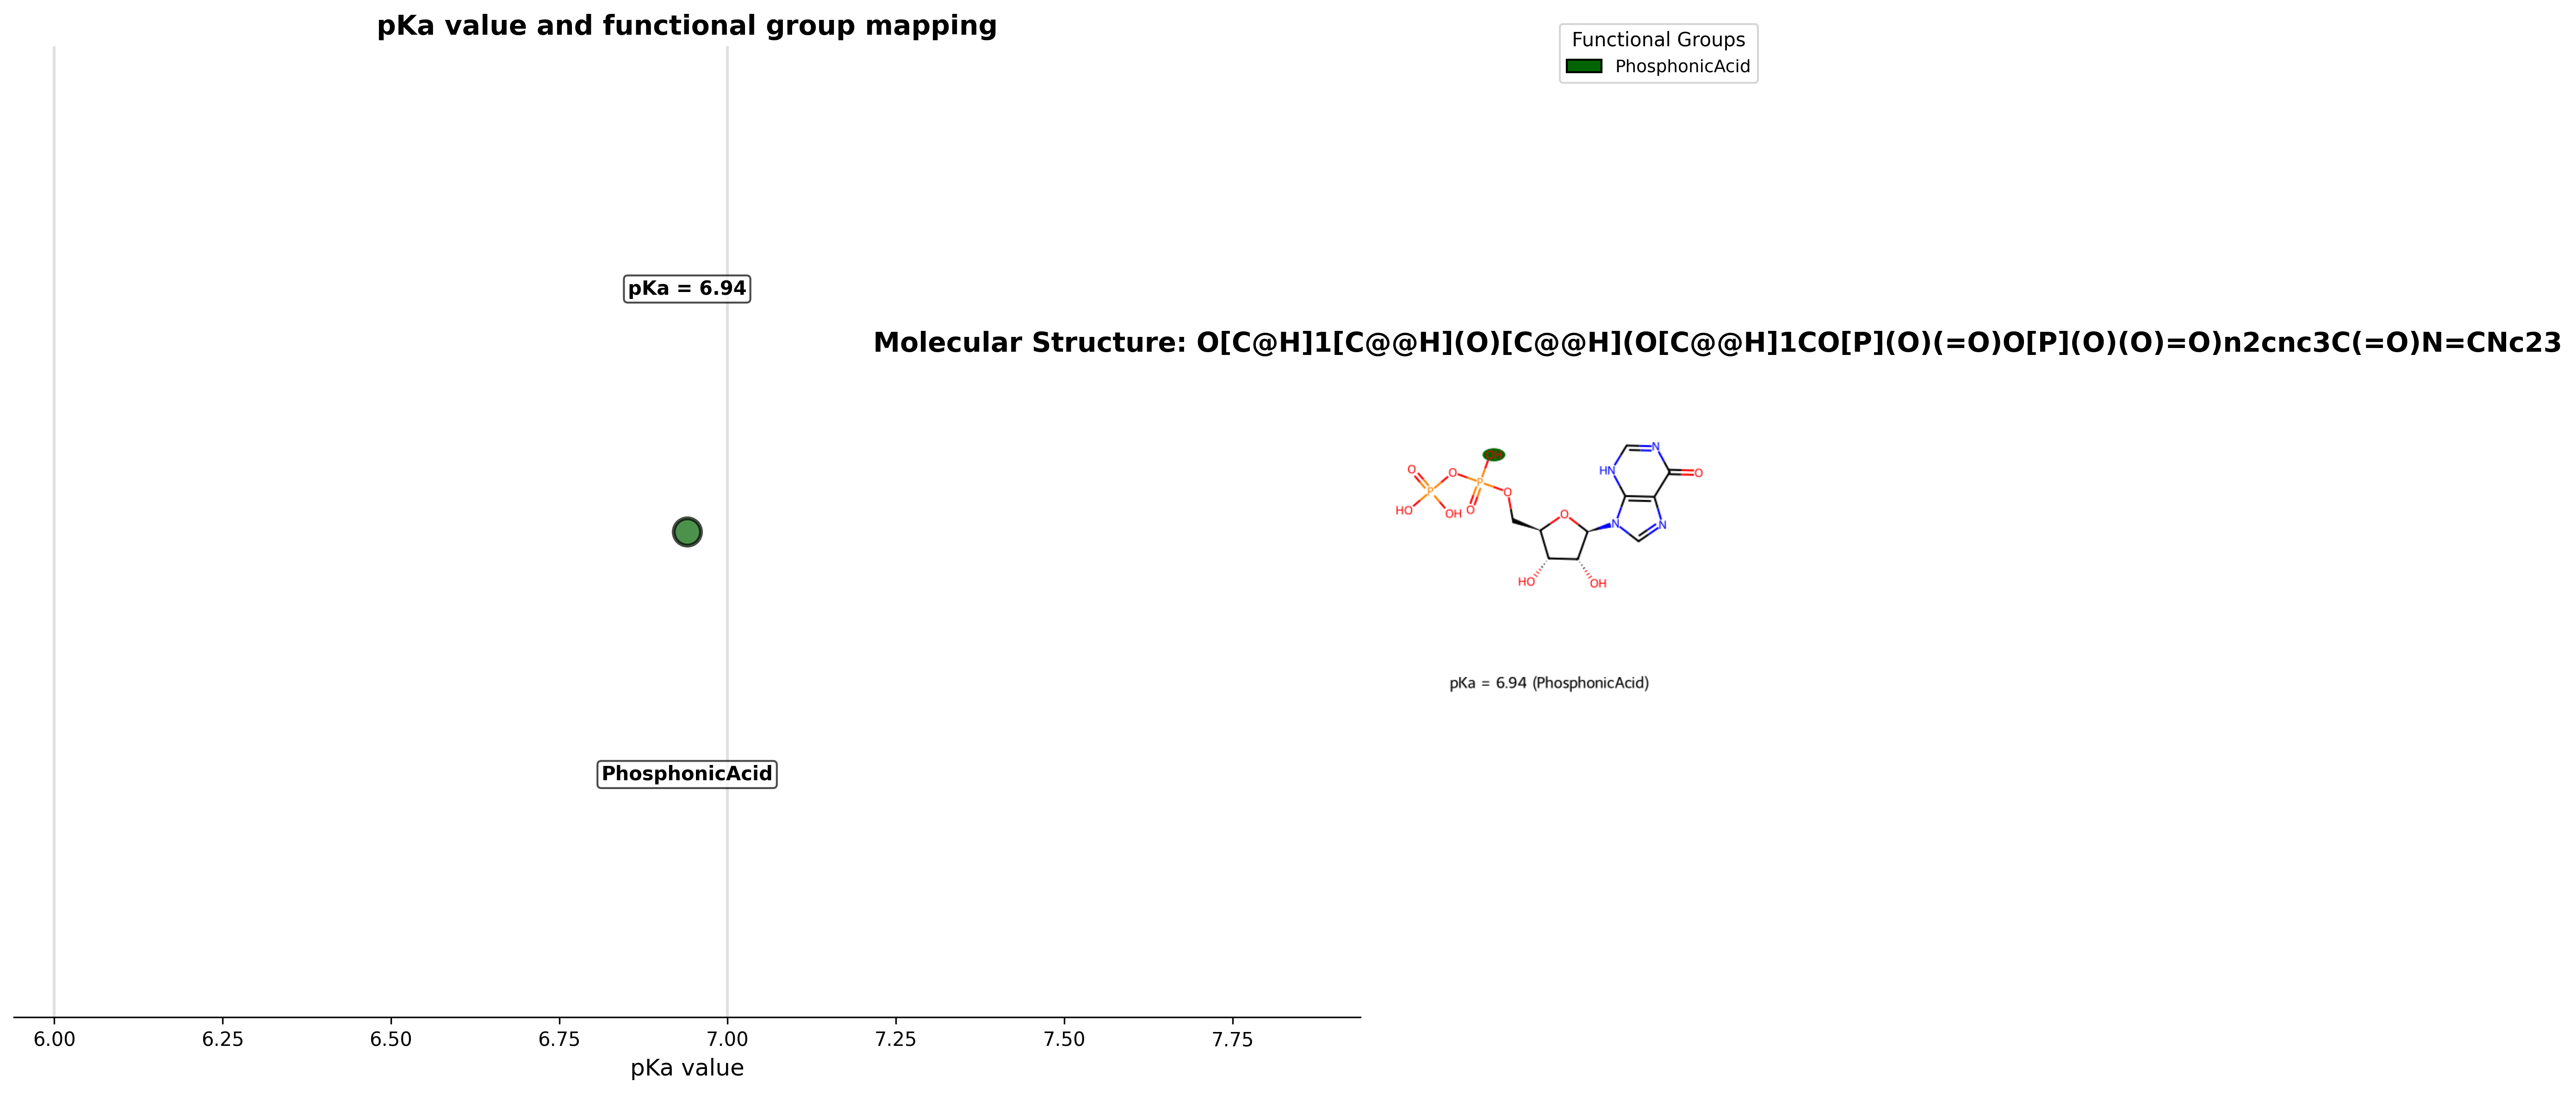 pKa value and functional group mapping
Functional Groups
PhosphonicAcid
pKa = 6.94
Molecular Structure: O[C@H]1[C@@H](O)[C@@H](O[C@@H]1CO[P](O)(=O)O[P](O)(O)=O)n2cnc3C(=O)N=CNc23
N
O
O
HN
O
P
P
O
O
HO
OH
O
O
N
N
HO
OH
pKa = 6.94 (PhosphonicAcid)
PhosphonicAcid
6.00 6.25 6.50 6.75 7.00 7.25 7.50 7.75
pKa value